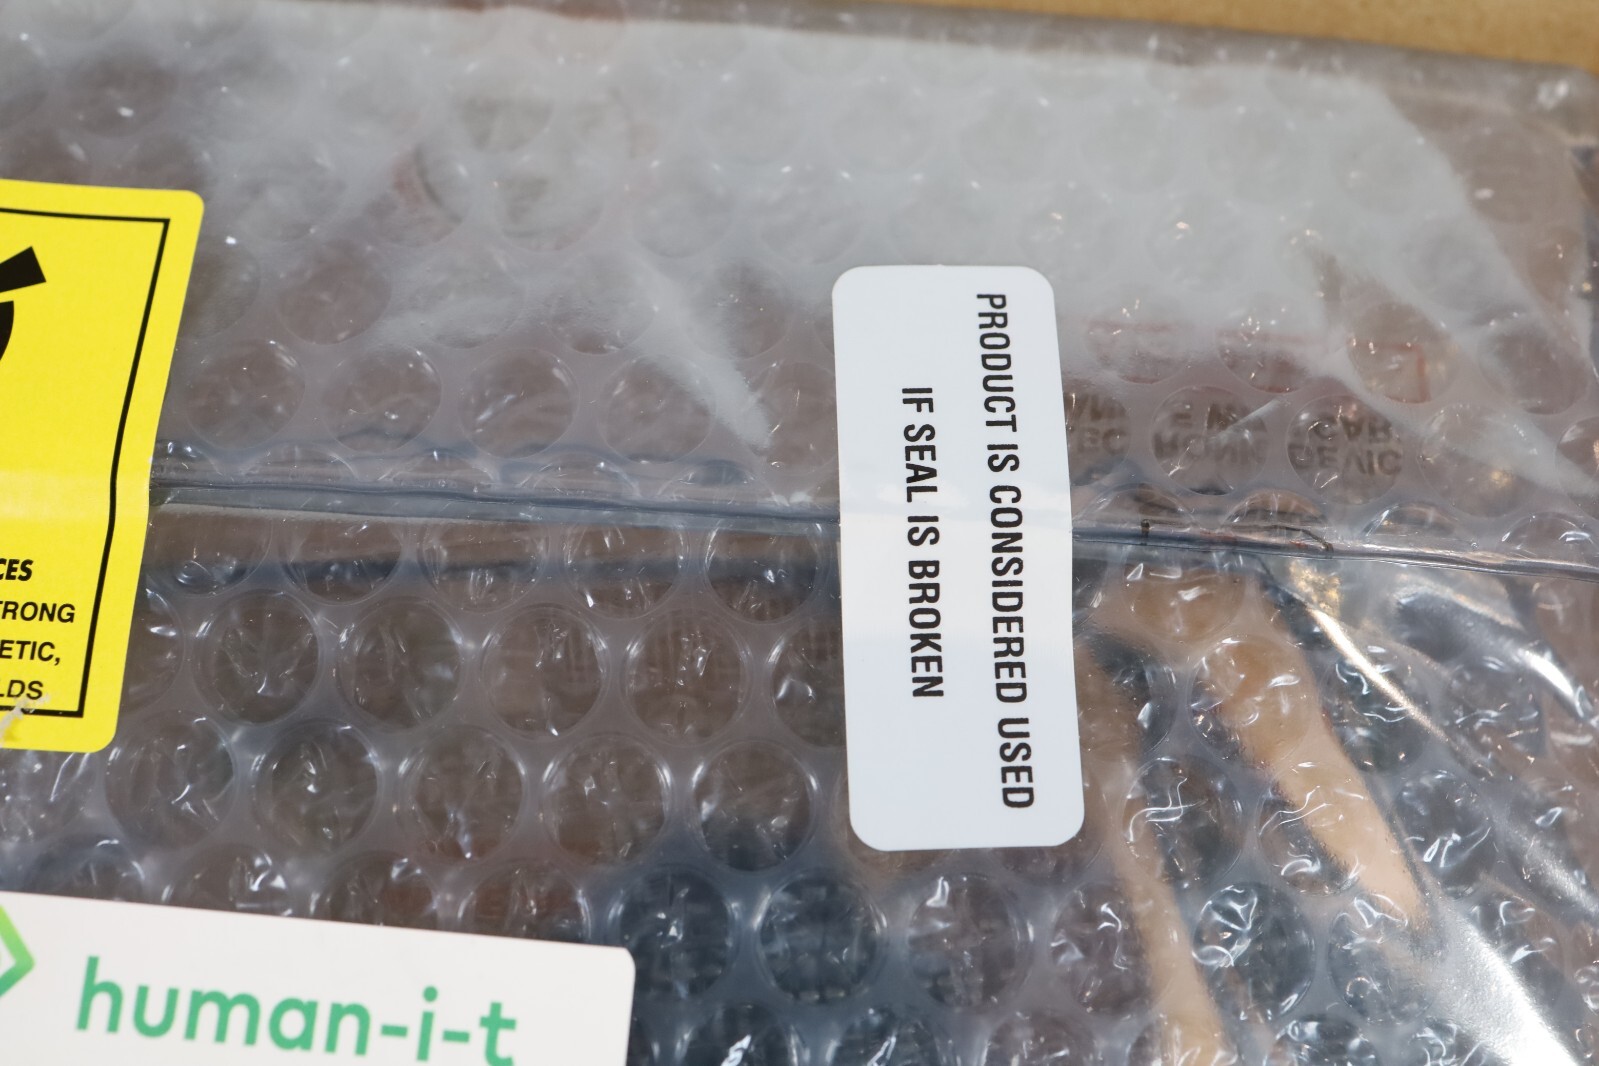 CES
TRONG
ETIC,
LDS
PRODUCT IS CONSIDERED USED
IF SEAL IS BROKEN
human-i-t